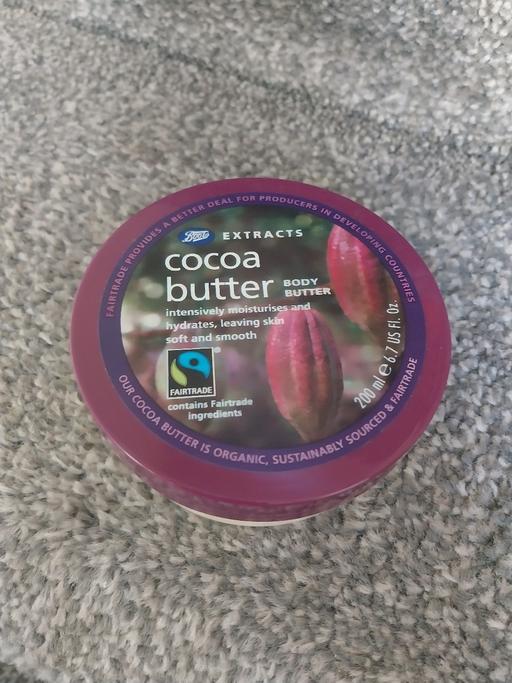 FAIRTRADE PROVIDES A BETTER DEAL FOR PRODUCERS IN DEVELOPING COUNTRIES
Boots EXTRACTS
cocoa
butter BODY
BUTTER
intensively moisturises and
hydrates, leaving skin
soft and smooth
FAIRTRADE
contains Fairtrade
ingredients
200 ml e 6.7 US Fl. Oz.
OUR COCOA BUTTER IS ORGANIC, SUSTAINABLY SOURCED & FAIRTRADE